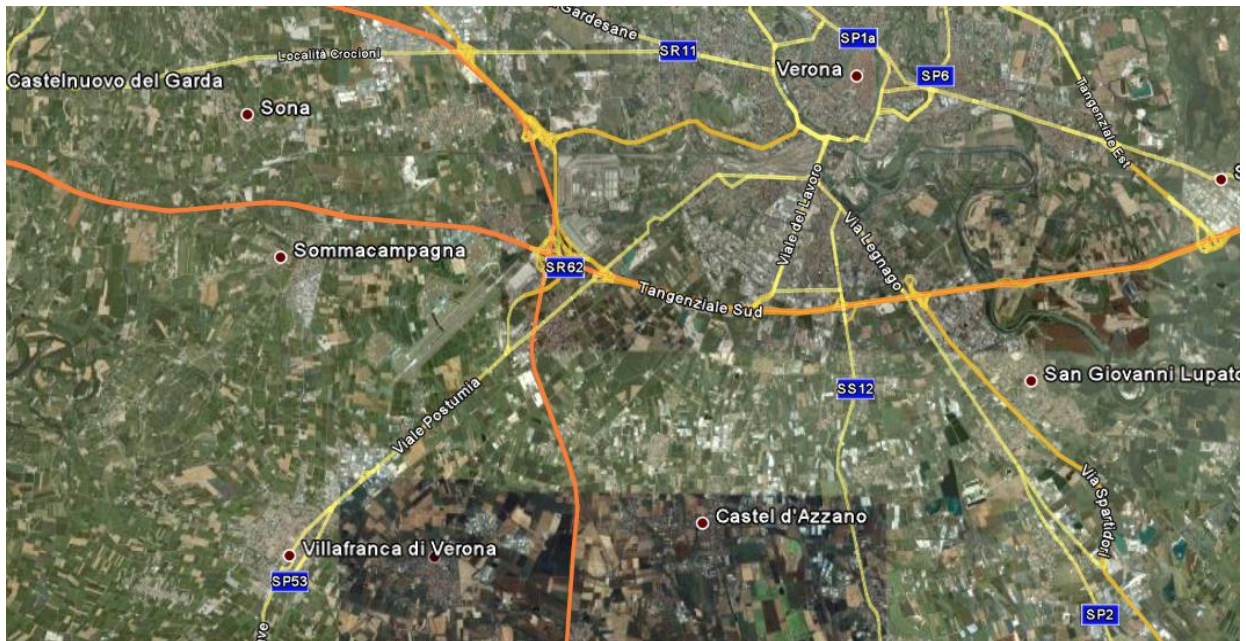 Gardesane
SP1a
SR11
Località Crocioni
Verona
SP6
Castelnuovo del Garda
Sona
Tangenziale Est
S
Viale del Lavoro
Via Legnago
Sommacampagna
SR62
Tangenziale Sud
San Giovanni Lupato
SS12
Viale Postumia
Via Spartidori
Castel d'Azzano
Villafranca di Verona
SP53
SP2